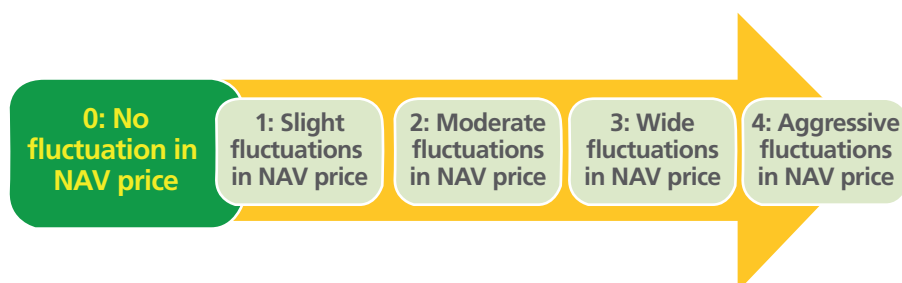 0: No
fluctuation in
NAV price
1: Slight
fluctuations
in NAV price
2: Moderate
fluctuations
in NAV price
3: Wide
fluctuations
in NAV price
4: Aggressive
fluctuations
in NAV price